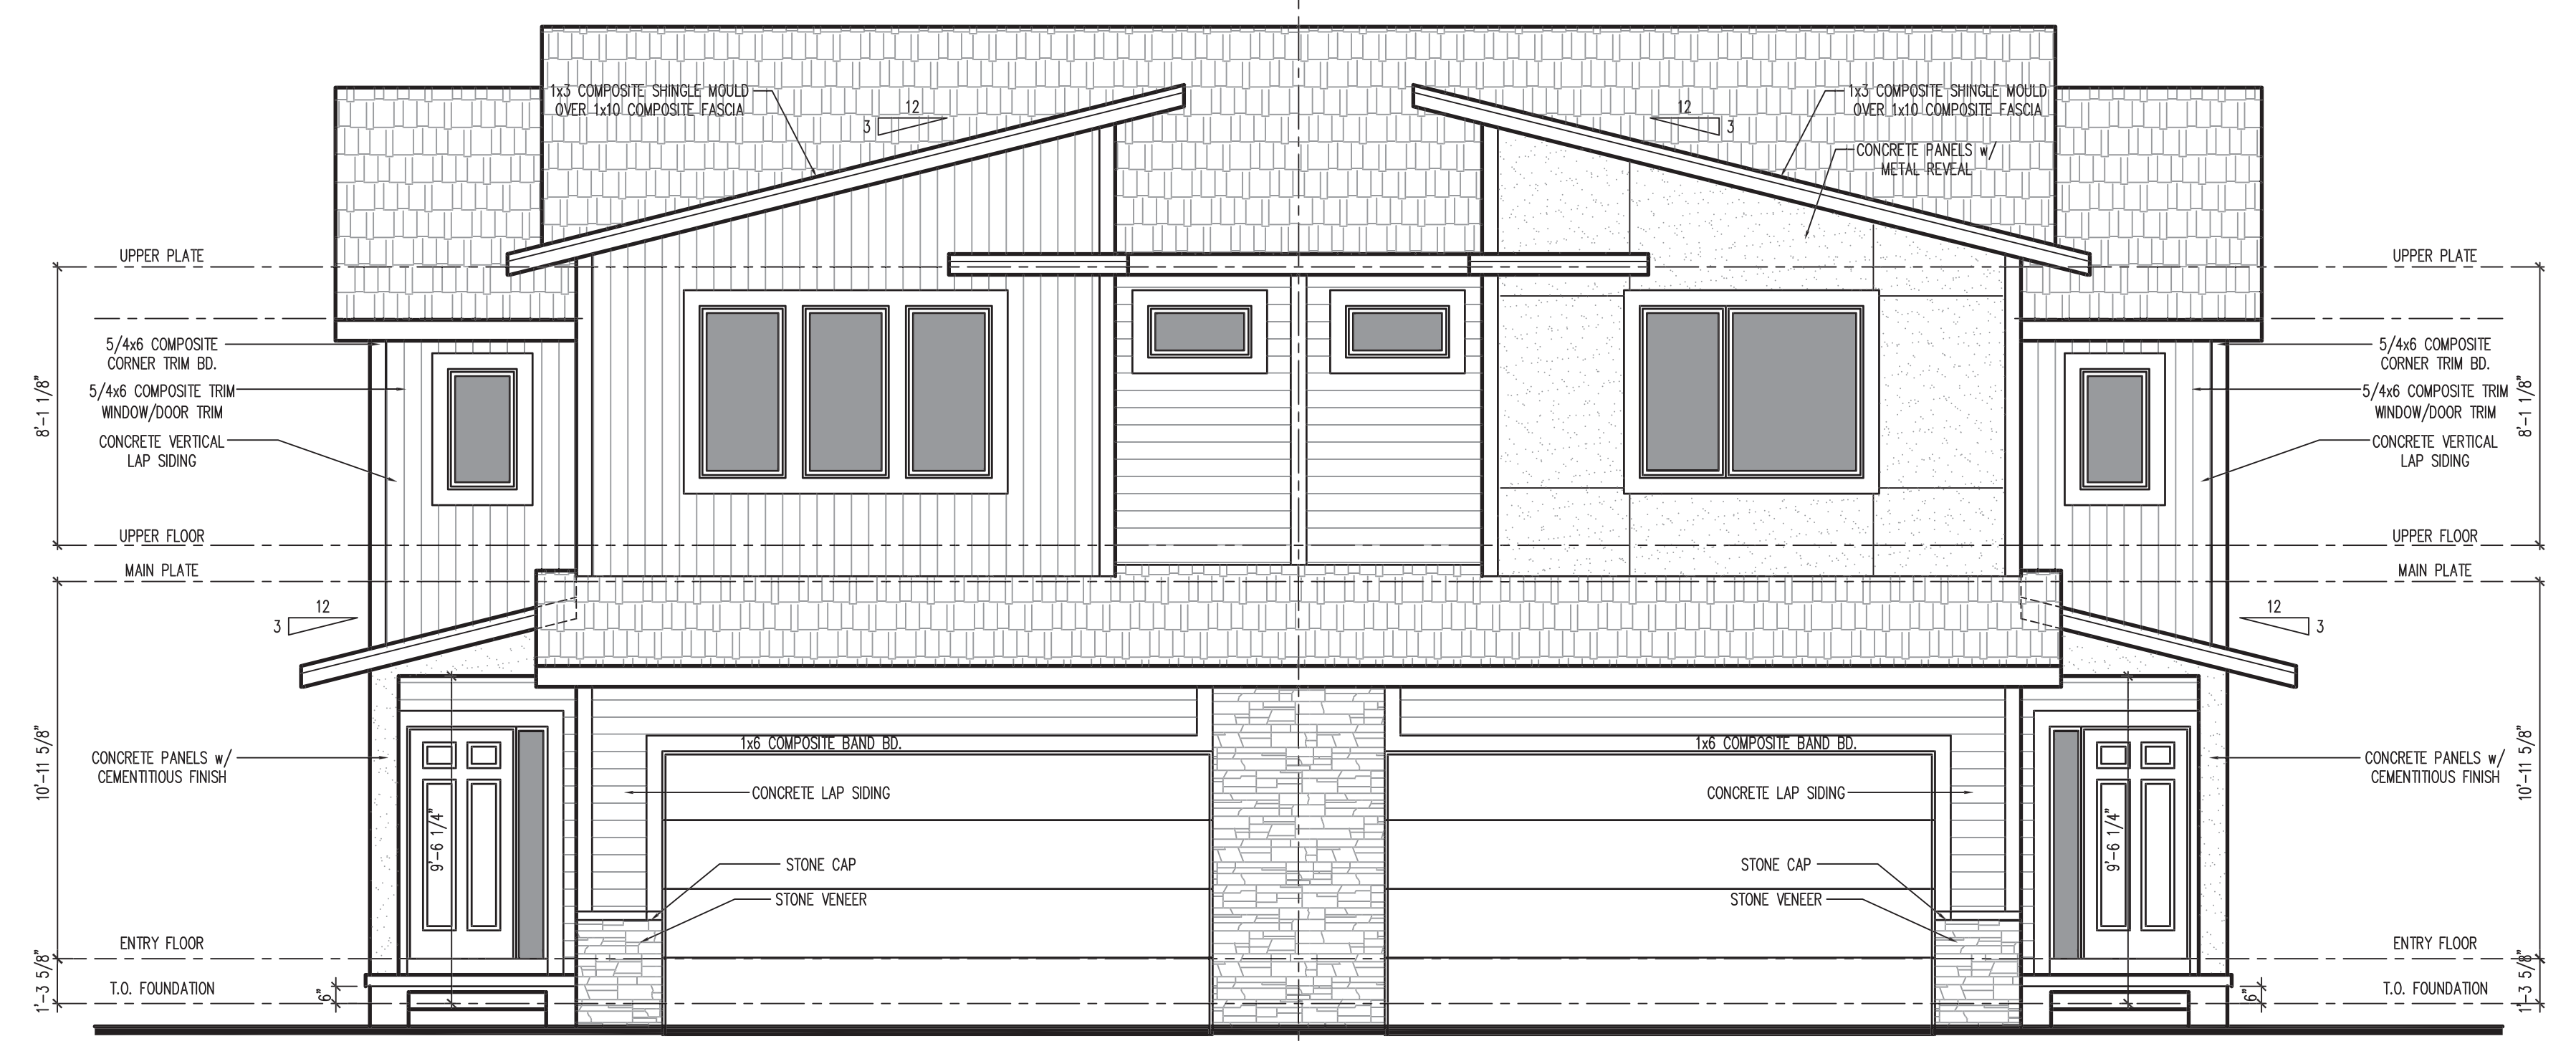 1x3 COMPOSITE SHINGLE MOULD
OVER 1x10 COMPOSITE FASCIA
12
3
12
3
1x3 COMPOSITE SHINGLE MOULD
OVER 1x10 COMPOSITE FASCIA
CONCRETE PANELS w/
METAL REVEAL
UPPER PLATE
UPPER PLATE
5/4x6 COMPOSITE
CORNER TRIM BD.
5/4x6 COMPOSITE TRIM
WINDOW/DOOR TRIM
CONCRETE VERTICAL
LAP SIDING
8'-1 1/8"
5/4x6 COMPOSITE
CORNER TRIM BD.
5/4x6 COMPOSITE TRIM
WINDOW/DOOR TRIM
CONCRETE VERTICAL
LAP SIDING
8'-1 1/8"
UPPER FLOOR
UPPER FLOOR
MAIN PLATE
MAIN PLATE
12
3
12
3
1x6 COMPOSITE BAND BD.
1x6 COMPOSITE BAND BD.
10'-11 5/8"
CONCRETE PANELS w/
CEMENTITIOUS FINISH
9'-6 1/4"
CONCRETE LAP SIDING
CONCRETE LAP SIDING
9'-6 1/4"
CONCRETE PANELS w/
CEMENTITIOUS FINISH
10'-11 5/8"
STONE CAP
STONE CAP
STONE VENEER
STONE VENEER
ENTRY FLOOR
ENTRY FLOOR
1'-3 5/8"
T.O. FOUNDATION
6"
6"
T.O. FOUNDATION
1'-3 5/8"